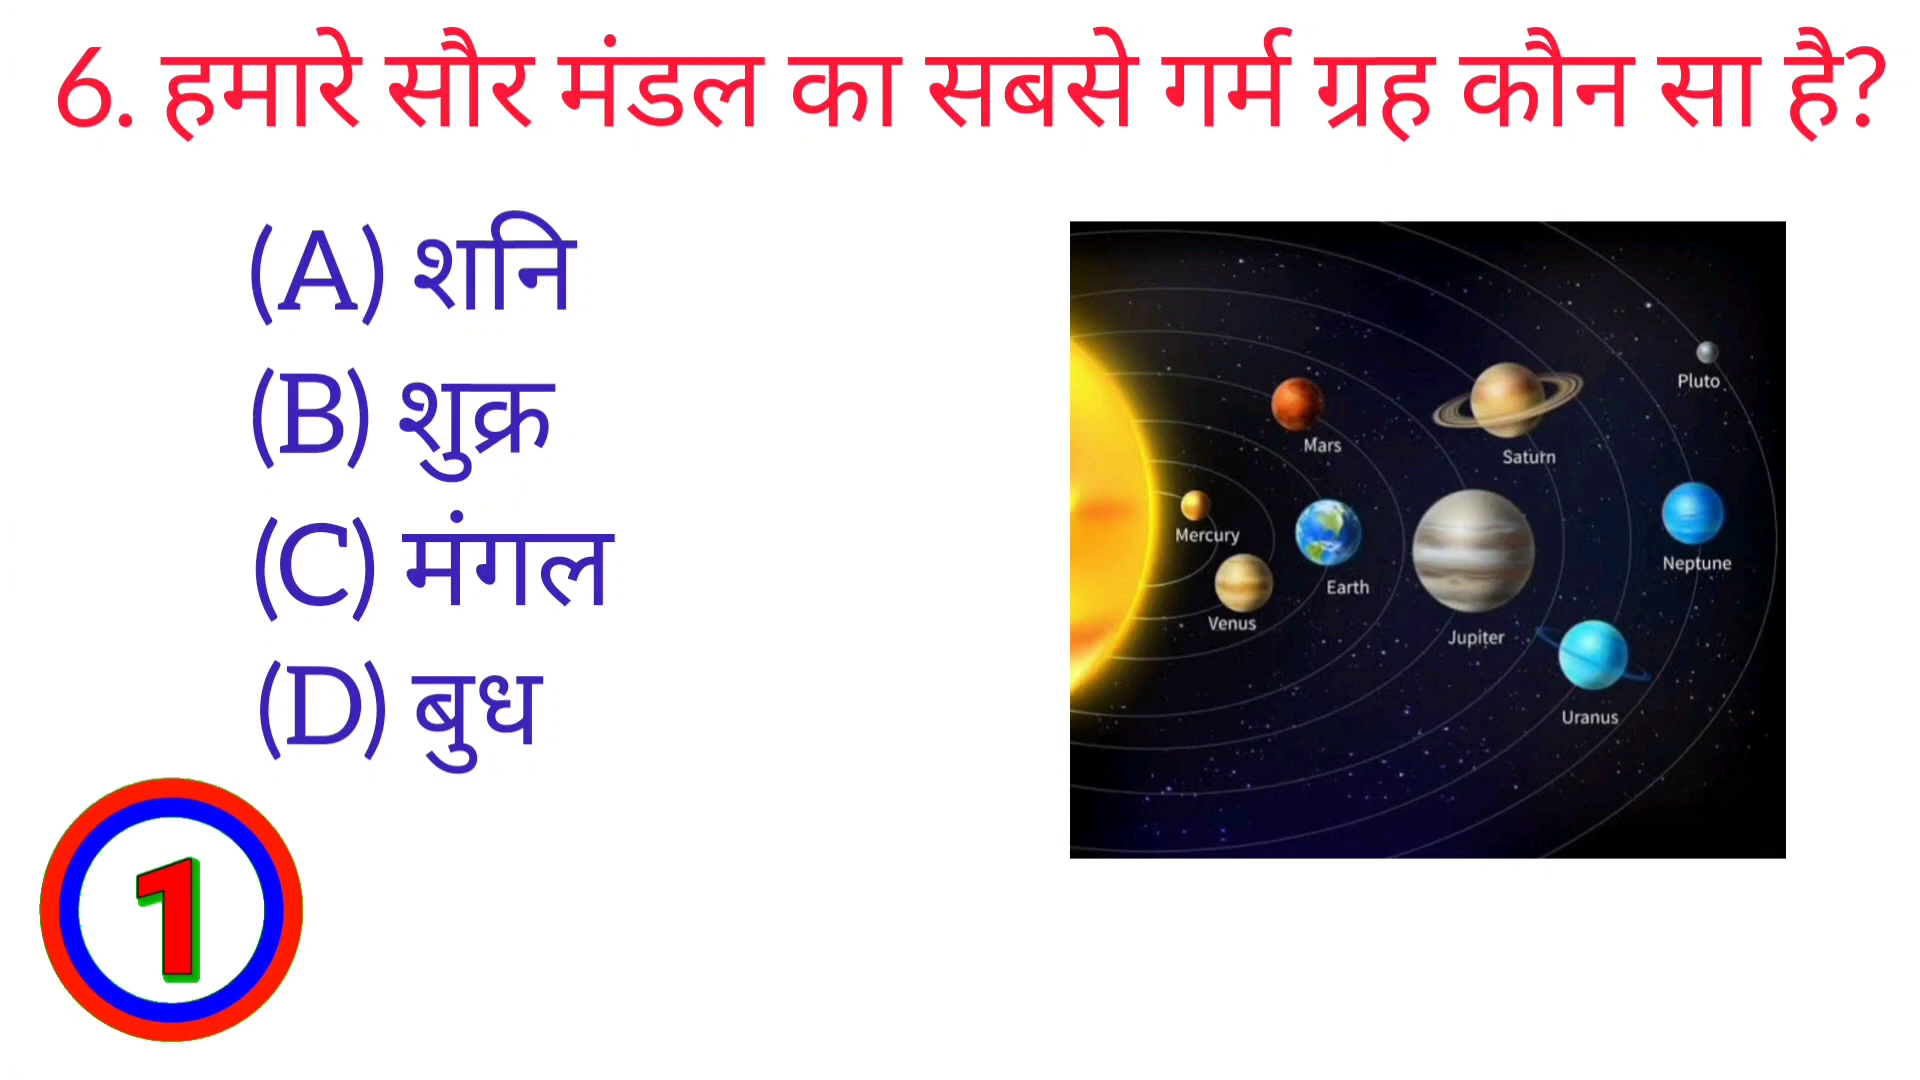 6. हमारे सौर मंडल का सबसे गर्म ग्रह कौन सा है?
(A) शनि
(B) शुक्र
(C) मंगल
(D) बुध
Pluto
Mars
Saturn
Mercury
Neptune
Earth
Venus
Jupiter
Uranus
1